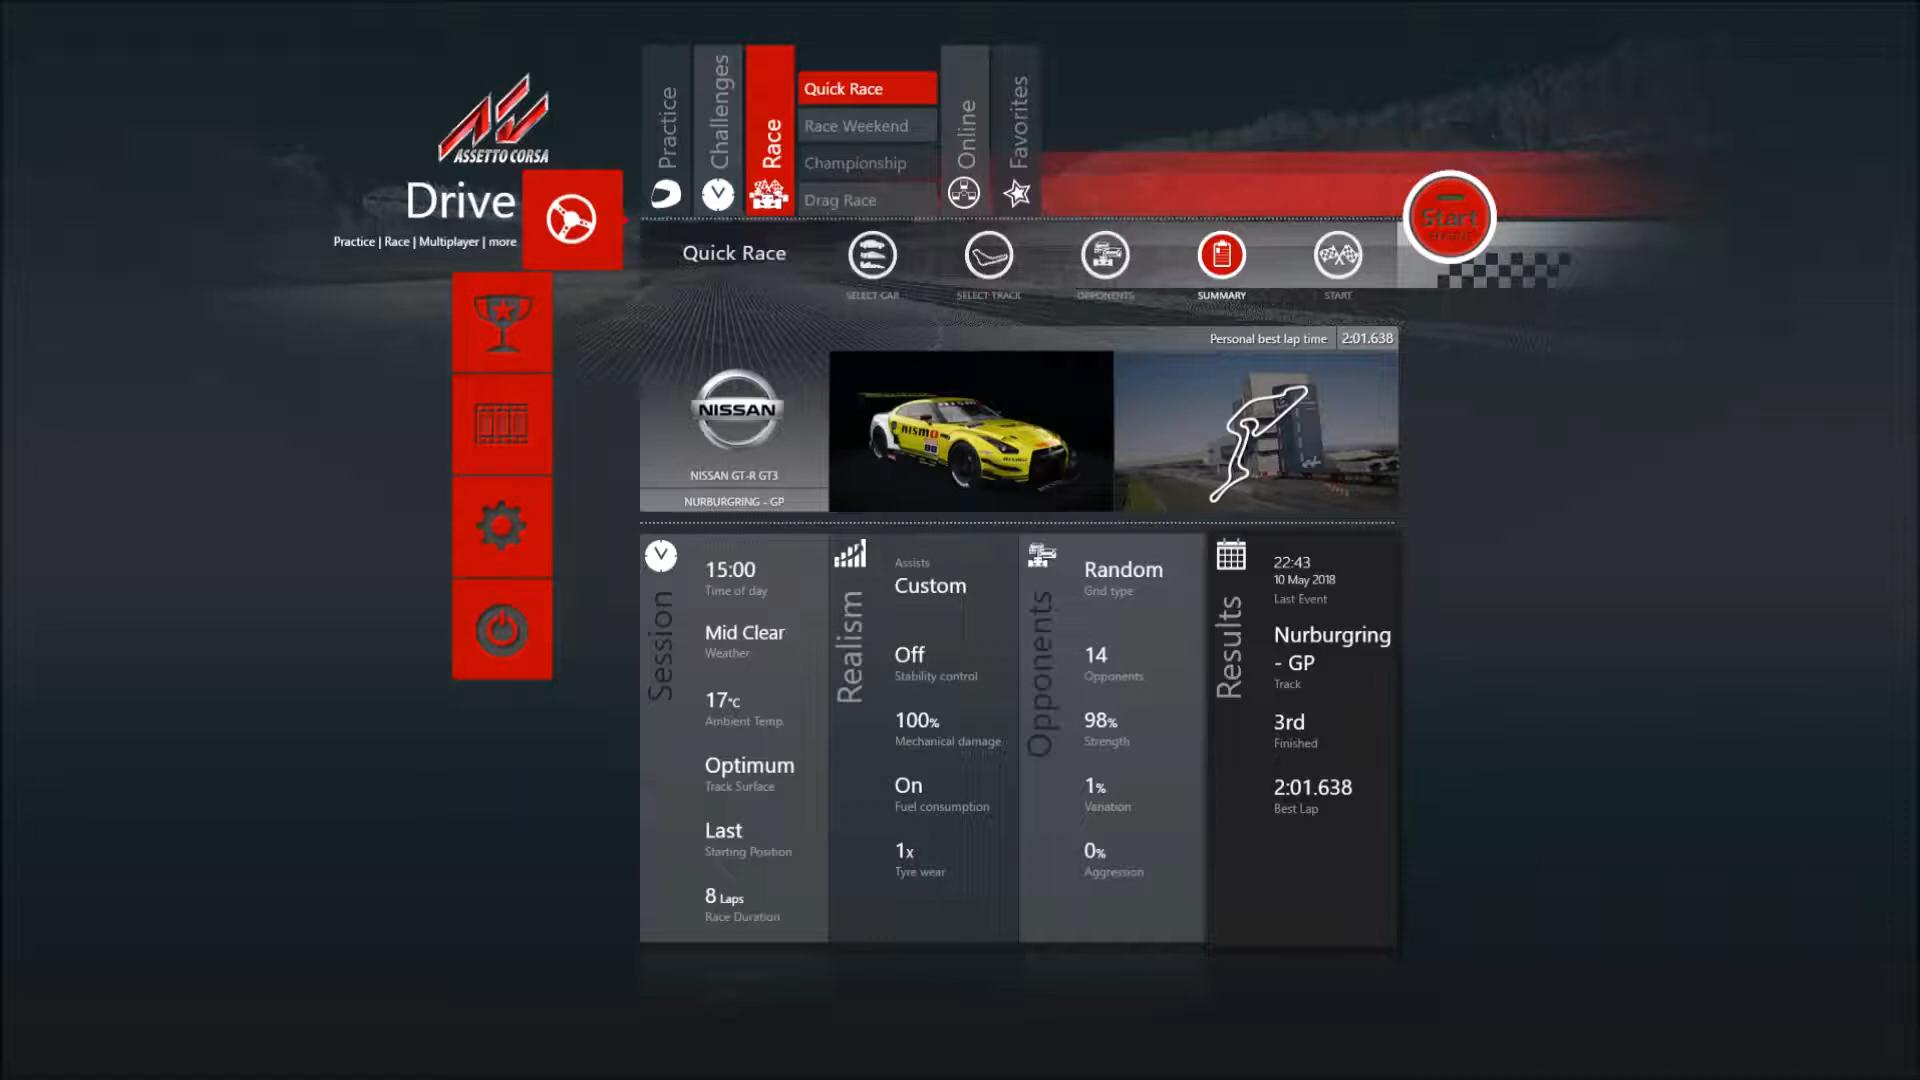 ASSETTO CORSA
Drive
Practice | Race | Multiplayer | more
Practice
Challenges
Race
Quick Race
Race Weekend
Championship
Drag Race
Online
Favorites
Start
ENGINE
Quick Race
SELECT CAR
SELECT TRACK
OPPONENTS
SUMMARY
START
Personal best lap time 2:01.638
NISSAN
NISSAN GT-R GT3
NURBURGRING - GP
NISMO
Session
15:00
Time of day
Mid Clear
Weather
17°C
Ambient Temp.
Optimum
Track Surface
Last
Starting Position
8 Laps
Race Duration
Realism
Assists
Custom
Off
Stability control
100%
Mechanical damage
On
Fuel consumption
1x
Tyre wear
Opponents
Random
Grid type
14
Opponents
98%
Strength
1%
Variation
0%
Aggression
Results
22:43
10 May 2018
Last Event
Nurburgring
- GP
Track
3rd
Finished
2:01.638
Best Lap